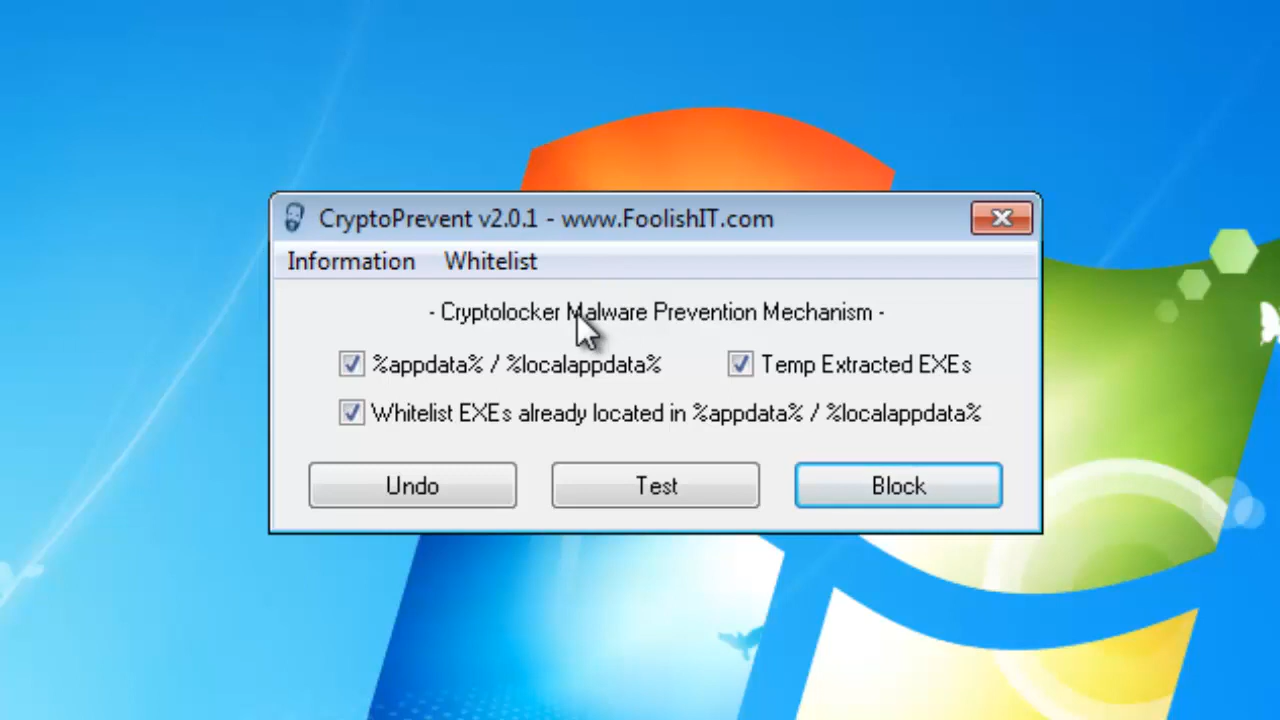 CryptoPrevent v2.0.1 - www.FoolishIT.com
Information Whitelist
- Cryptolocker Malware Prevention Mechanism -
%appdata% / %localappdata% Temp Extracted EXEs
Whitelist EXEs already located in %appdata% / %localappdata%
Undo Test Block